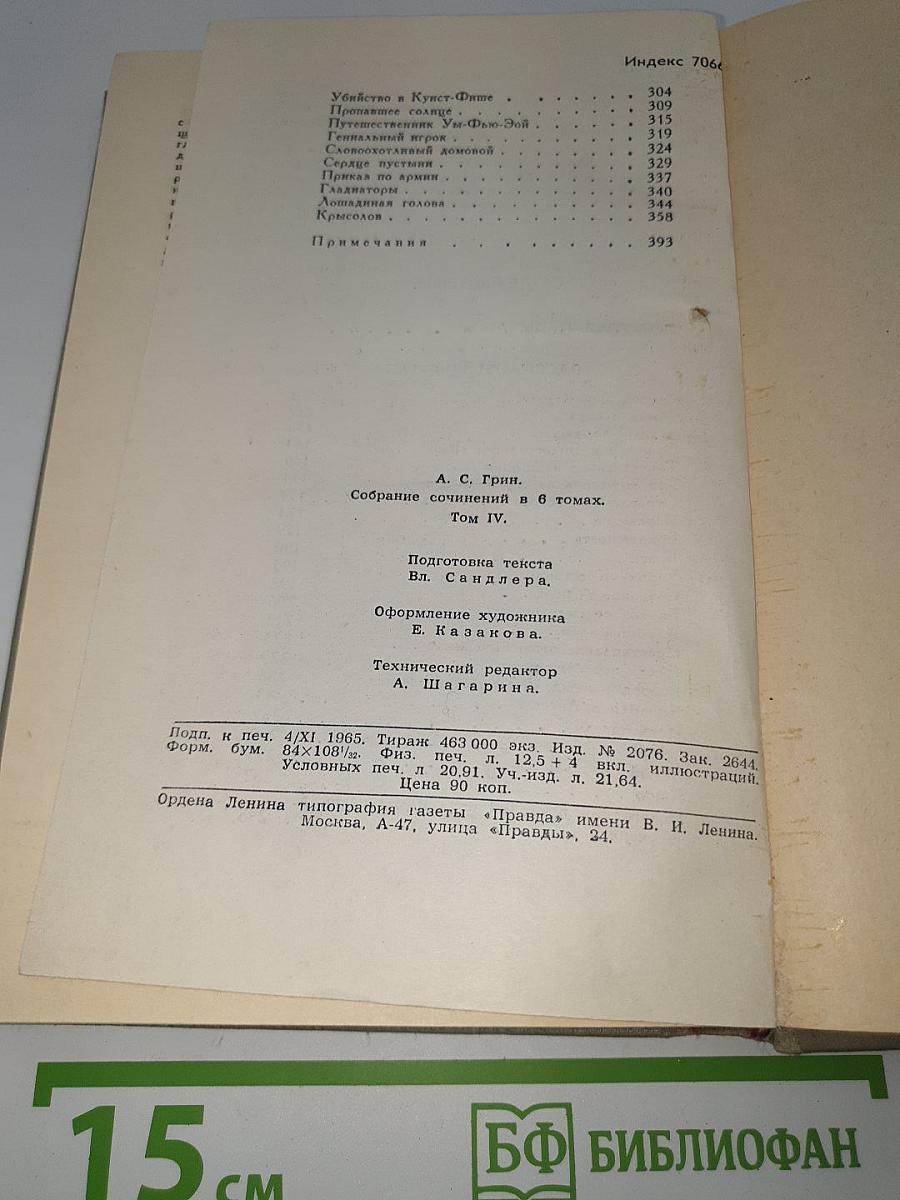 Индекс 7066
Убийство в Кунст-Фише . . . . . . . 304
Пропавшее солнце . . . . . . . . . 309
Путешественник Уы-Фью-Эой . . . . . 315
Гениальный игрок . . . . . . . . . 319
Словоохотливый домовой . . . . . . . 324
Сердце пустыни . . . . . . . . . . 329
Приказ по армии . . . . . . . . . . 337
Гладиаторы . . . . . . . . . . . . 340
Лошадиная голова . . . . . . . . . . 344
Крысолов . . . . . . . . . . . . . 358
Примечания . . . . . . . . 393
А. С. Грин.
Собрание сочинений в 6 томах.
Том IV.
Подготовка текста
Вл. Сандлера.
Оформление художника
Е. Казакова.
Технический редактор
А. Шагарина.
Подп. к печ. 4/XI 1965. Тираж 463 000 экз. Изд. № 2076. Зак. 2644.
Форм. бум. 84×108¹/₃₂. Физ. печ. л. 12,5 + 4 вкл. иллюстраций.
Условных печ. л 20,91. Уч.-изд. л. 21,64.
Цена 90 коп.
Ордена Ленина типография газеты «Правда» имени В. И. Ленина.
Москва, А-47, улица «Правды», 24.
15 см
БФ БИБЛИОФАН